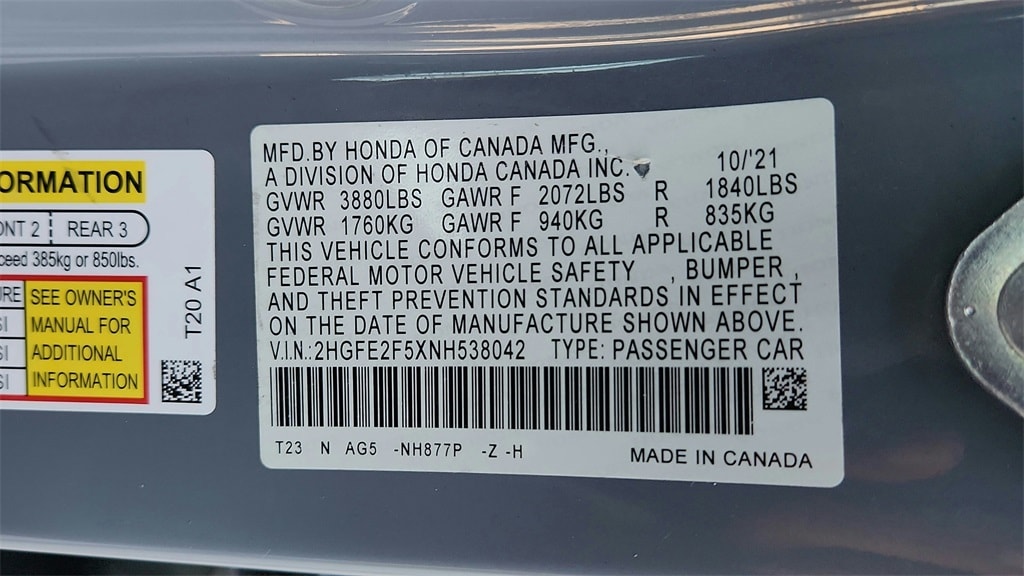 ORMATION
ONT 2 | REAR 3
ceed 385kg or 850lbs.
SEE OWNER'S
MANUAL FOR
ADDITIONAL
INFORMATION
T20 A1
MFD.BY HONDA OF CANADA MFG.,
A DIVISION OF HONDA CANADA INC. 10/'21
GVWR 3880LBS GAWR F 2072LBS R 1840LBS
GVWR 1760KG GAWR F 940KG R 835KG
THIS VEHICLE CONFORMS TO ALL APPLICABLE
FEDERAL MOTOR VEHICLE SAFETY , BUMPER ,
AND THEFT PREVENTION STANDARDS IN EFFECT
ON THE DATE OF MANUFACTURE SHOWN ABOVE.
V.I.N.:2HGFE2F5XNH538042 TYPE: PASSENGER CAR
T23 N AG5 -NH877P -Z -H MADE IN CANADA